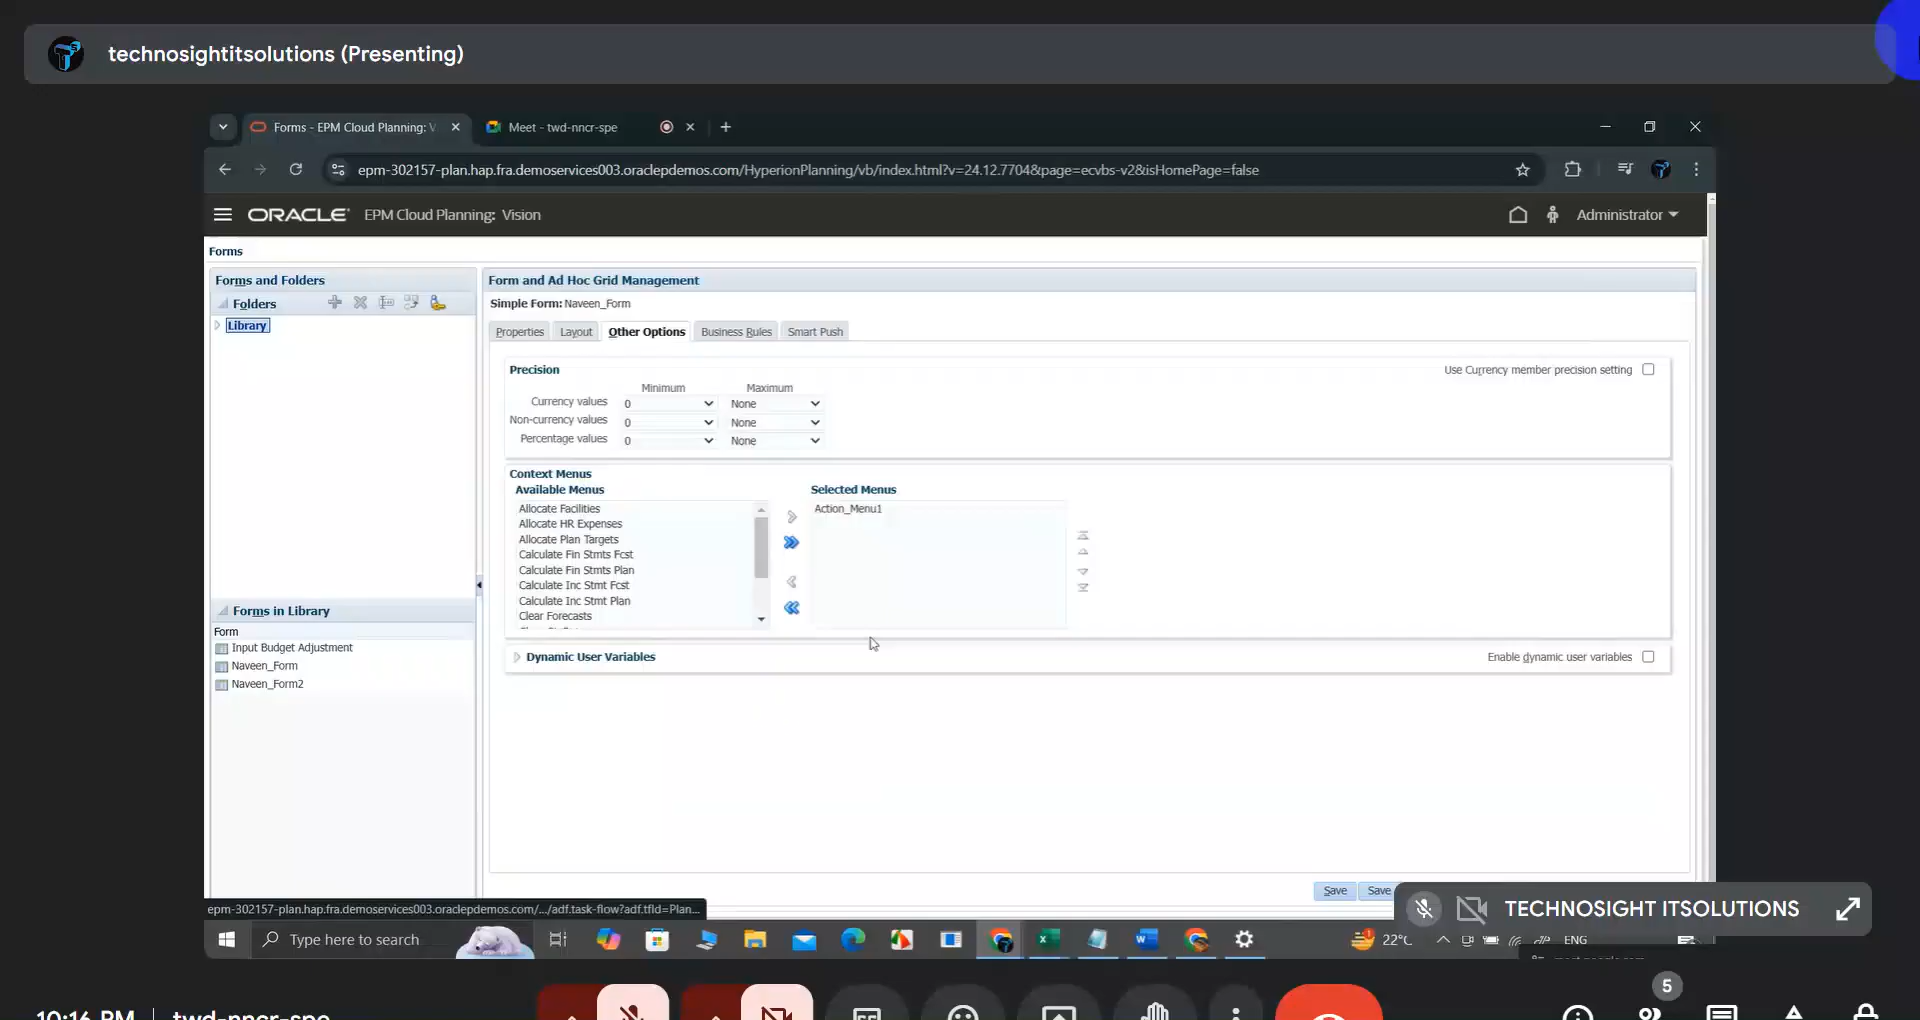 technosightitsolutions (Presenting)
Forms - EPM Cloud Planning: V
Meet - twd-nncr-spe
epm-302157-plan.hap.fra.demoservices003.oraclepdemos.com/HyperionPlanning/vb/index.html?v=24.12.7704&page=ecvbs-v2&isHomePage=false
ORACLE EPM Cloud Planning: Vision
Administrator
Forms
Forms and Folders
Folders
Library
Form and Ad Hoc Grid Management
Simple Form: Naveen_Form
Properties Layout Other Options Business Rules Smart Push
Precision
Use Currency member precision setting
Minimum Maximum
Currency values 0 None
Non-currency values 0 None
Percentage values 0 None
Context Menus
Available Menus Selected Menus
Allocate Facilities Action_Menu1
Allocate HR Expenses
Allocate Plan Targets
Calculate Fin Stmts Fcst
Calculate Fin Stmts Plan
Calculate Inc Stmt Fcst
Calculate Inc Stmt Plan
Clear Forecasts
Dynamic User Variables Enable dynamic user variables
Forms in Library
Form
Input Budget Adjustment
Naveen_Form
Naveen_Form2
Save Save
epm-302157-plan.hap.fra.demoservices003.oraclepdemos.com/.../adf.task-flow?adf.tfId=Plan...
TECHNOSIGHT ITSOLUTIONS
Type here to search
22°C ENG
5
10:16 PM | twd-nncr-spe